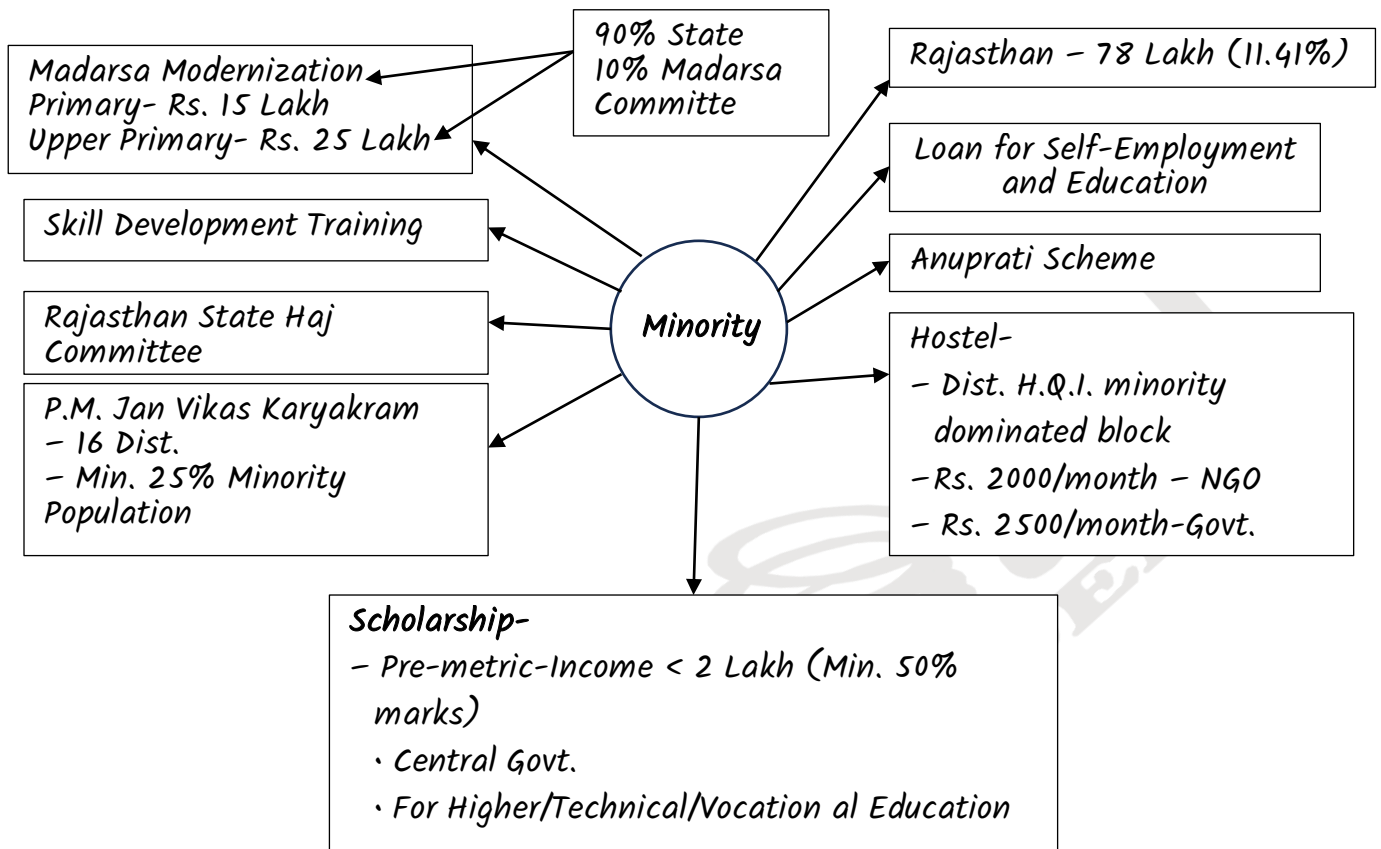 90% State
10% Madarsa
Committe
Madarsa Modernization
Primary- Rs. 15 Lakh
Upper Primary- Rs. 25 Lakh
Skill Development Training
Rajasthan State Haj
Committee
P.M. Jan Vikas Karyakram
- 16 Dist.
- Min. 25% Minority
Population
Minority
Rajasthan - 78 Lakh (11.41%)
Loan for Self-Employment
and Education
Anuprati Scheme
Hostel-
- Dist. H.Q.I. minority
dominated block
-Rs. 2000/month - NGO
- Rs. 2500/month-Govt.
Scholarship-
- Pre-metric-Income < 2 Lakh (Min. 50%
marks)
• Central Govt.
• For Higher/Technical/Vocation al Education